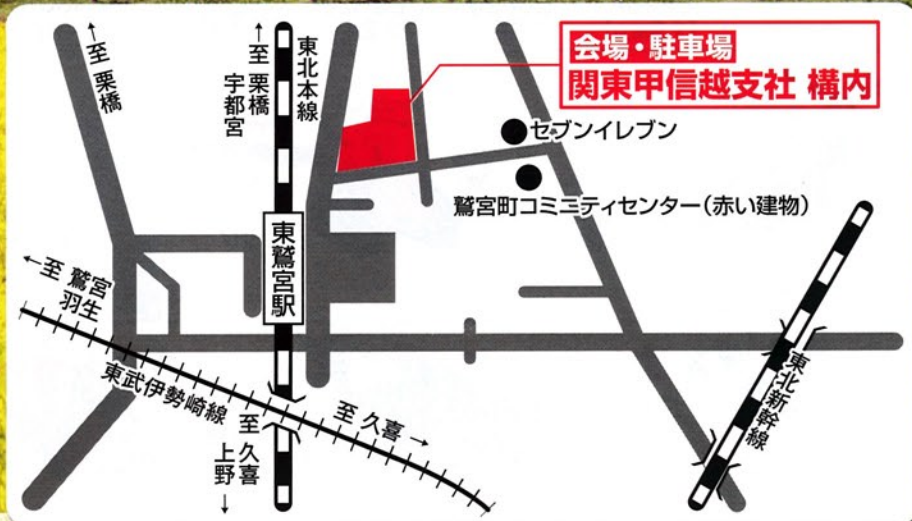 会場・駐車場
関東甲信越支社 構内
←至 栗橋
←至 栗橋
宇都宮
東北本線
セブンイレブン
鷲宮町コミニティセンター(赤い建物)
東鷲宮駅
←至 鷲宮
羽生
東武伊勢崎線
至 久喜→
至 久喜
上野→
東北新幹線